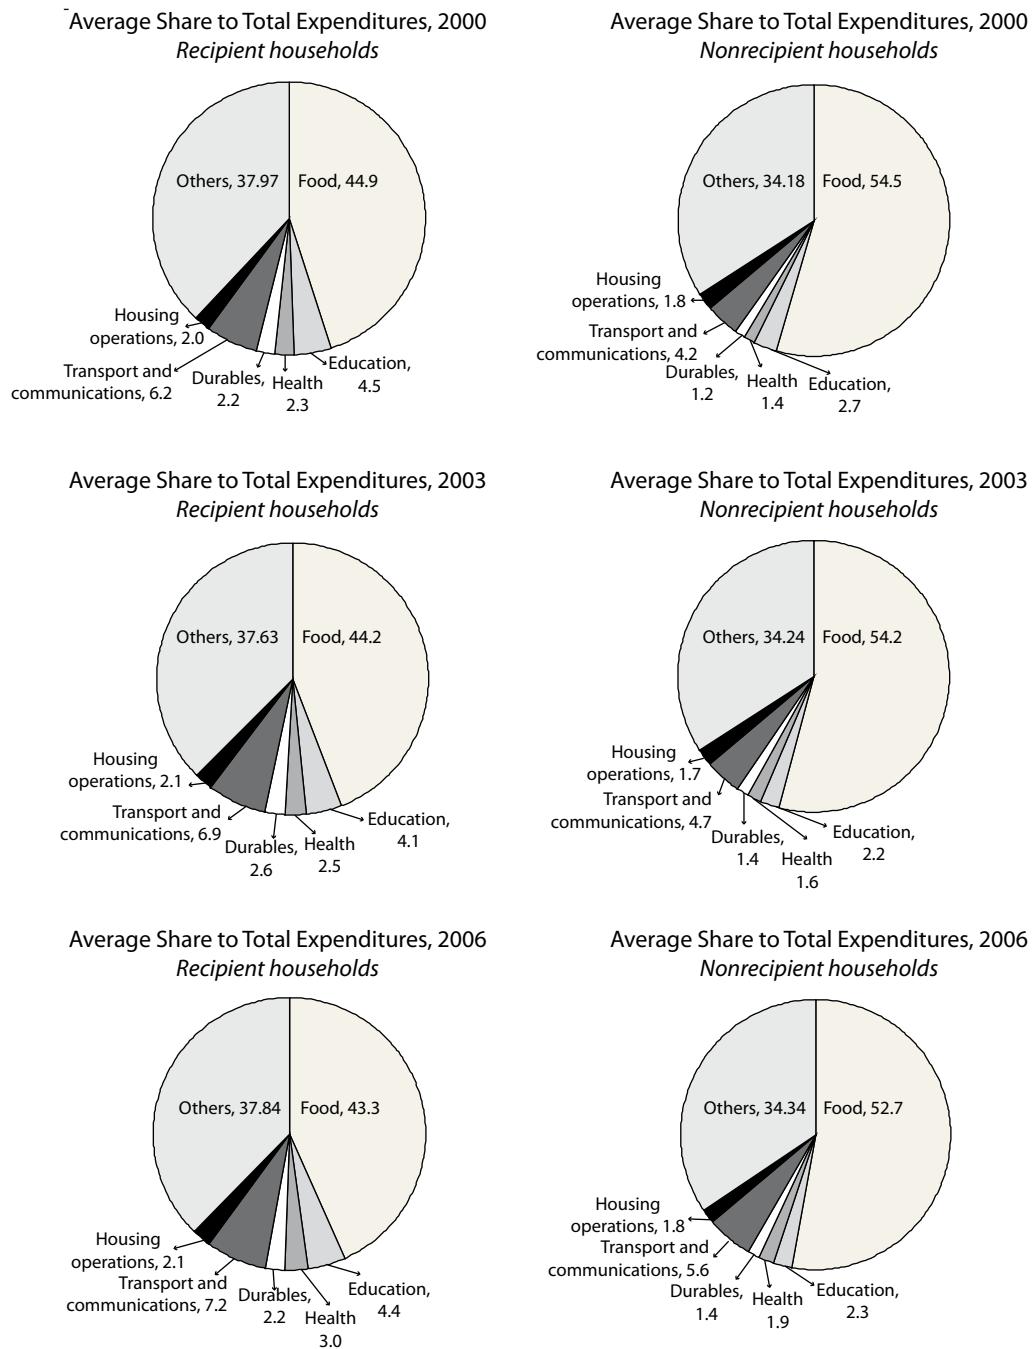 Average Share to Total Expenditures, 2000
Recipient households
Others, 37.97
Food, 44.9
Housing
operations, 2.0
Transport and
communications, 6.2
Durables,
2.2
Health
2.3
Education,
4.5
Average Share to Total Expenditures, 2000
Nonrecipient households
Others, 34.18
Food, 54.5
Housing
operations, 1.8
Transport and
communications, 4.2
Durables,
1.2
Health
1.4
Education,
2.7
Average Share to Total Expenditures, 2003
Recipient households
Others, 37.63
Food, 44.2
Housing
operations, 2.1
Transport and
communications, 6.9
Durables,
2.6
Health
2.5
Education,
4.1
Average Share to Total Expenditures, 2003
Nonrecipient households
Others, 34.24
Food, 54.2
Housing
operations, 1.7
Transport and
communications, 4.7
Durables,
1.4
Health
1.6
Education,
2.2
Average Share to Total Expenditures, 2006
Recipient households
Others, 37.84
Food, 43.3
Housing
operations, 2.1
Transport and
communications, 7.2
Durables,
2.2
Health
3.0
Education,
4.4
Average Share to Total Expenditures, 2006
Nonrecipient households
Others, 34.34
Food, 52.7
Housing
operations, 1.8
Transport and
communications, 5.6
Durables,
1.4
Health
1.9
Education,
2.3